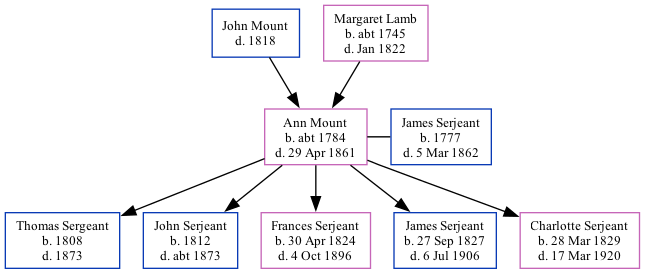 John Mount
d. 1818
Margaret Lamb
b. abt 1745
d. Jan 1822
Ann Mount
b. abt 1784
d. 29 Apr 1861
James Serjeant
b. 1777
d. 5 Mar 1862
Thomas Sergeant
b. 1808
d. 1873
John Serjeant
b. 1812
d. abt 1873
Frances Serjeant
b. 30 Apr 1824
d. 4 Oct 1896
James Serjeant
b. 27 Sep 1827
d. 6 Jul 1906
Charlotte Serjeant
b. 28 Mar 1829
d. 17 Mar 1920